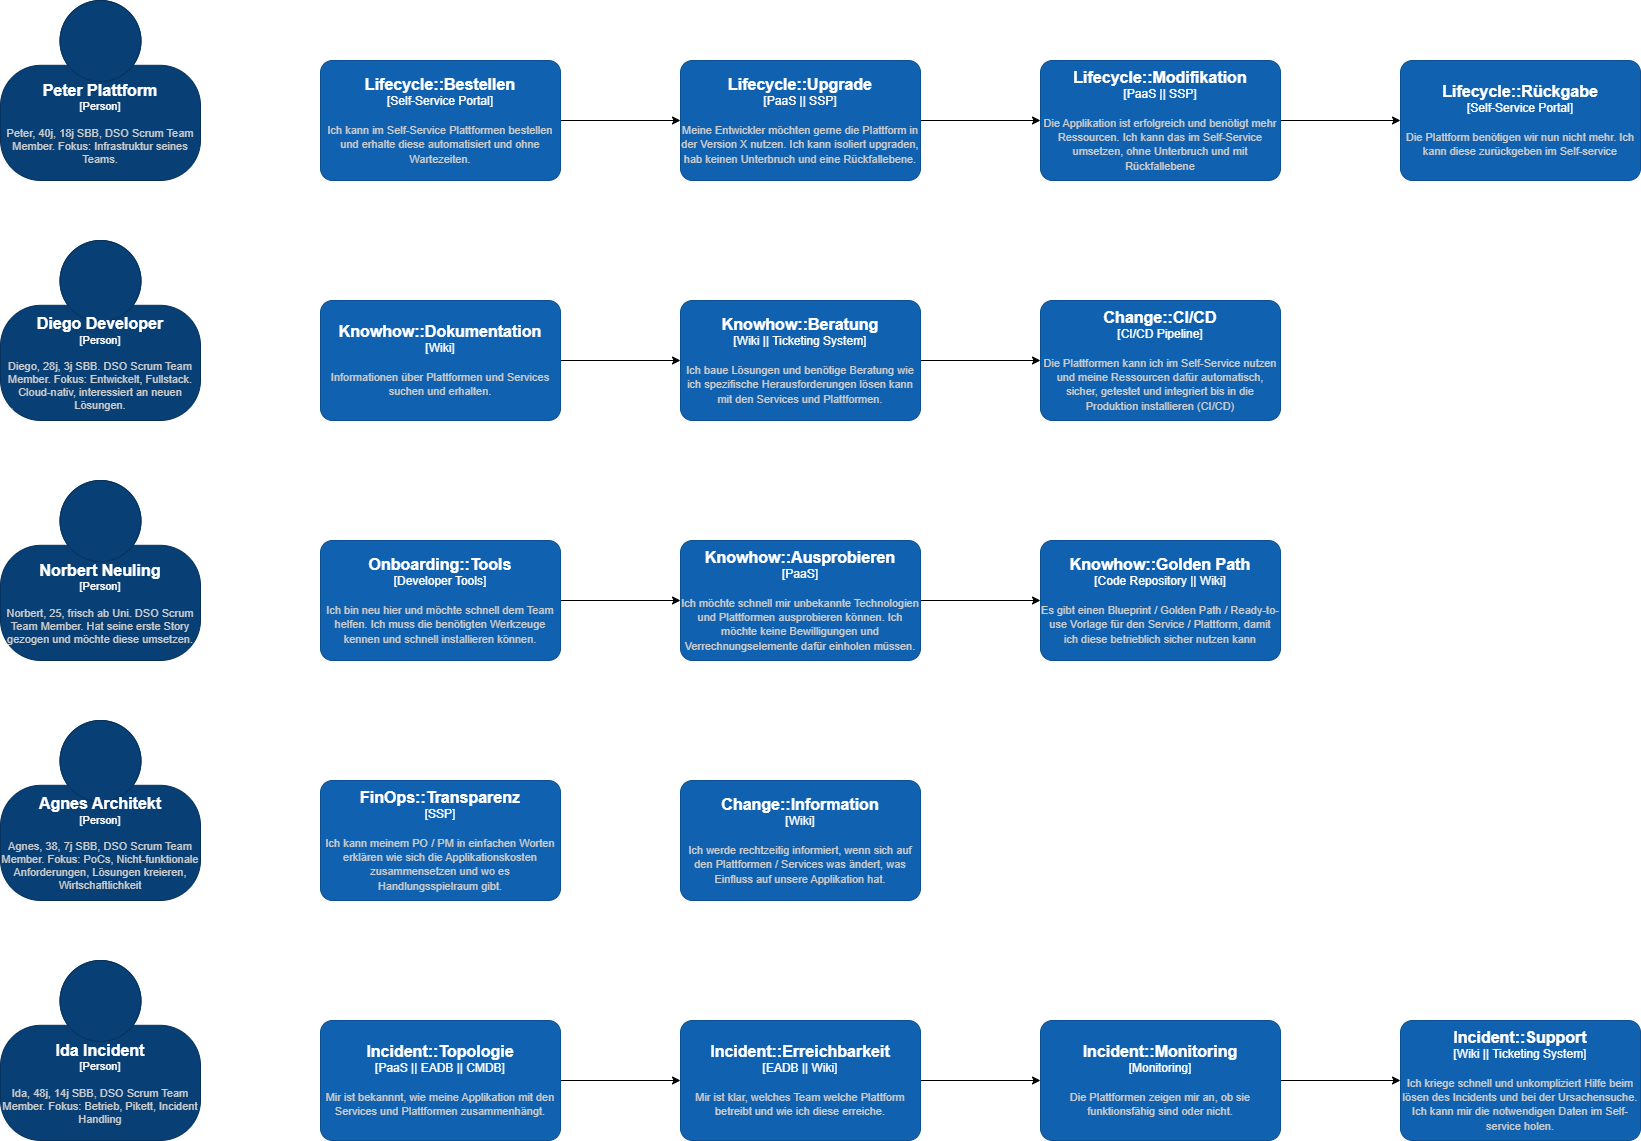 Peter Plattform
[Person]
Peter, 40j, 18j SBB, DSO Scrum Team
Member. Fokus: Infrastruktur seines
Teams.
Lifecycle::Bestellen
[Self-Service Portal]
Ich kann im Self-Service Plattformen bestellen
und erhalte diese automatisiert und ohne
Wartezeiten.
Lifecycle::Upgrade
[PaaS || SSP]
Meine Entwickler möchten gerne die Plattform in
der Version X nutzen. Ich kann isoliert upgraden,
hab keinen Unterbruch und eine Rückfallebene.
Lifecycle::Modifikation
[PaaS || SSP]
Die Applikation ist erfolgreich und benötigt mehr
Ressourcen. Ich kann das im Self-Service
umsetzen, ohne Unterbruch und mit
Rückfallebene
Lifecycle::Rückgabe
[Self-Service Portal]
Die Plattform benötigen wir nun nicht mehr. Ich
kann diese zurückgeben im Self-service
Diego Developer
[Person]
Diego, 28j, 3j SBB. DSO Scrum Team
Member. Fokus: Entwickelt, Fullstack.
Cloud-nativ, interessiert an neuen
Lösungen.
Knowhow::Dokumentation
[Wiki]
Informationen über Plattformen und Services
suchen und erhalten.
Knowhow::Beratung
[Wiki || Ticketing System]
Ich baue Lösungen und benötige Beratung wie
ich spezifische Herausforderungen lösen kann
mit den Services und Plattformen.
Change::CI/CD
[CI/CD Pipeline]
Die Plattformen kann ich im Self-Service nutzen
und meine Ressourcen dafür automatisch,
sicher, getestet und integriert bis in die
Produktion installieren (CI/CD)
Norbert Neuling
[Person]
Norbert, 25, frisch ab Uni. DSO Scrum
Team Member. Hat seine erste Story
gezogen und möchte diese umsetzen.
Onboarding::Tools
[Developer Tools]
Ich bin neu hier und möchte schnell dem Team
helfen. Ich muss die benötigten Werkzeuge
kennen und schnell installieren können.
Knowhow::Ausprobieren
[PaaS]
Ich möchte schnell mir unbekannte Technologien
und Plattformen ausprobieren können. Ich
möchte keine Bewilligungen und
Verrechnungselemente dafür einholen müssen.
Knowhow::Golden Path
[Code Repository || Wiki]
Es gibt einen Blueprint / Golden Path / Ready-to-
use Vorlage für den Service / Plattform, damit
ich diese betrieblich sicher nutzen kann
Agnes Architekt
[Person]
Agnes, 38, 7j SBB, DSO Scrum Team
Member. Fokus: PoCs, Nicht-funktionale
Anforderungen, Lösungen kreieren,
Wirtschaftlichkeit
FinOps::Transparenz
[SSP]
Ich kann meinem PO / PM in einfachen Worten
erklären wie sich die Applikationskosten
zusammensetzen und wo es
Handlungsspielraum gibt.
Change::Information
[Wiki]
Ich werde rechtzeitig informiert, wenn sich auf
den Plattformen / Services was ändert, was
Einfluss auf unsere Applikation hat.
Ida Incident
[Person]
Ida, 48j, 14j SBB, DSO Scrum Team
Member. Fokus: Betrieb, Pikett, Incident
Handling
Incident::Topologie
[PaaS || EADB || CMDB]
Mir ist bekannnt, wie meine Applikation mit den
Services und Plattformen zusammenhängt.
Incident::Erreichbarkeit
[EADB || Wiki]
Mir ist klar, welches Team welche Plattform
betreibt und wie ich diese erreiche.
Incident::Monitoring
[Monitoring]
Die Plattformen zeigen mir an, ob sie
funktionsfähig sind oder nicht.
Incident::Support
[Wiki || Ticketing System]
Ich kriege schnell und unkompliziert Hilfe beim
lösen des Incidents und bei der Ursachensuche.
Ich kann mir die notwendigen Daten im Self-
service holen.